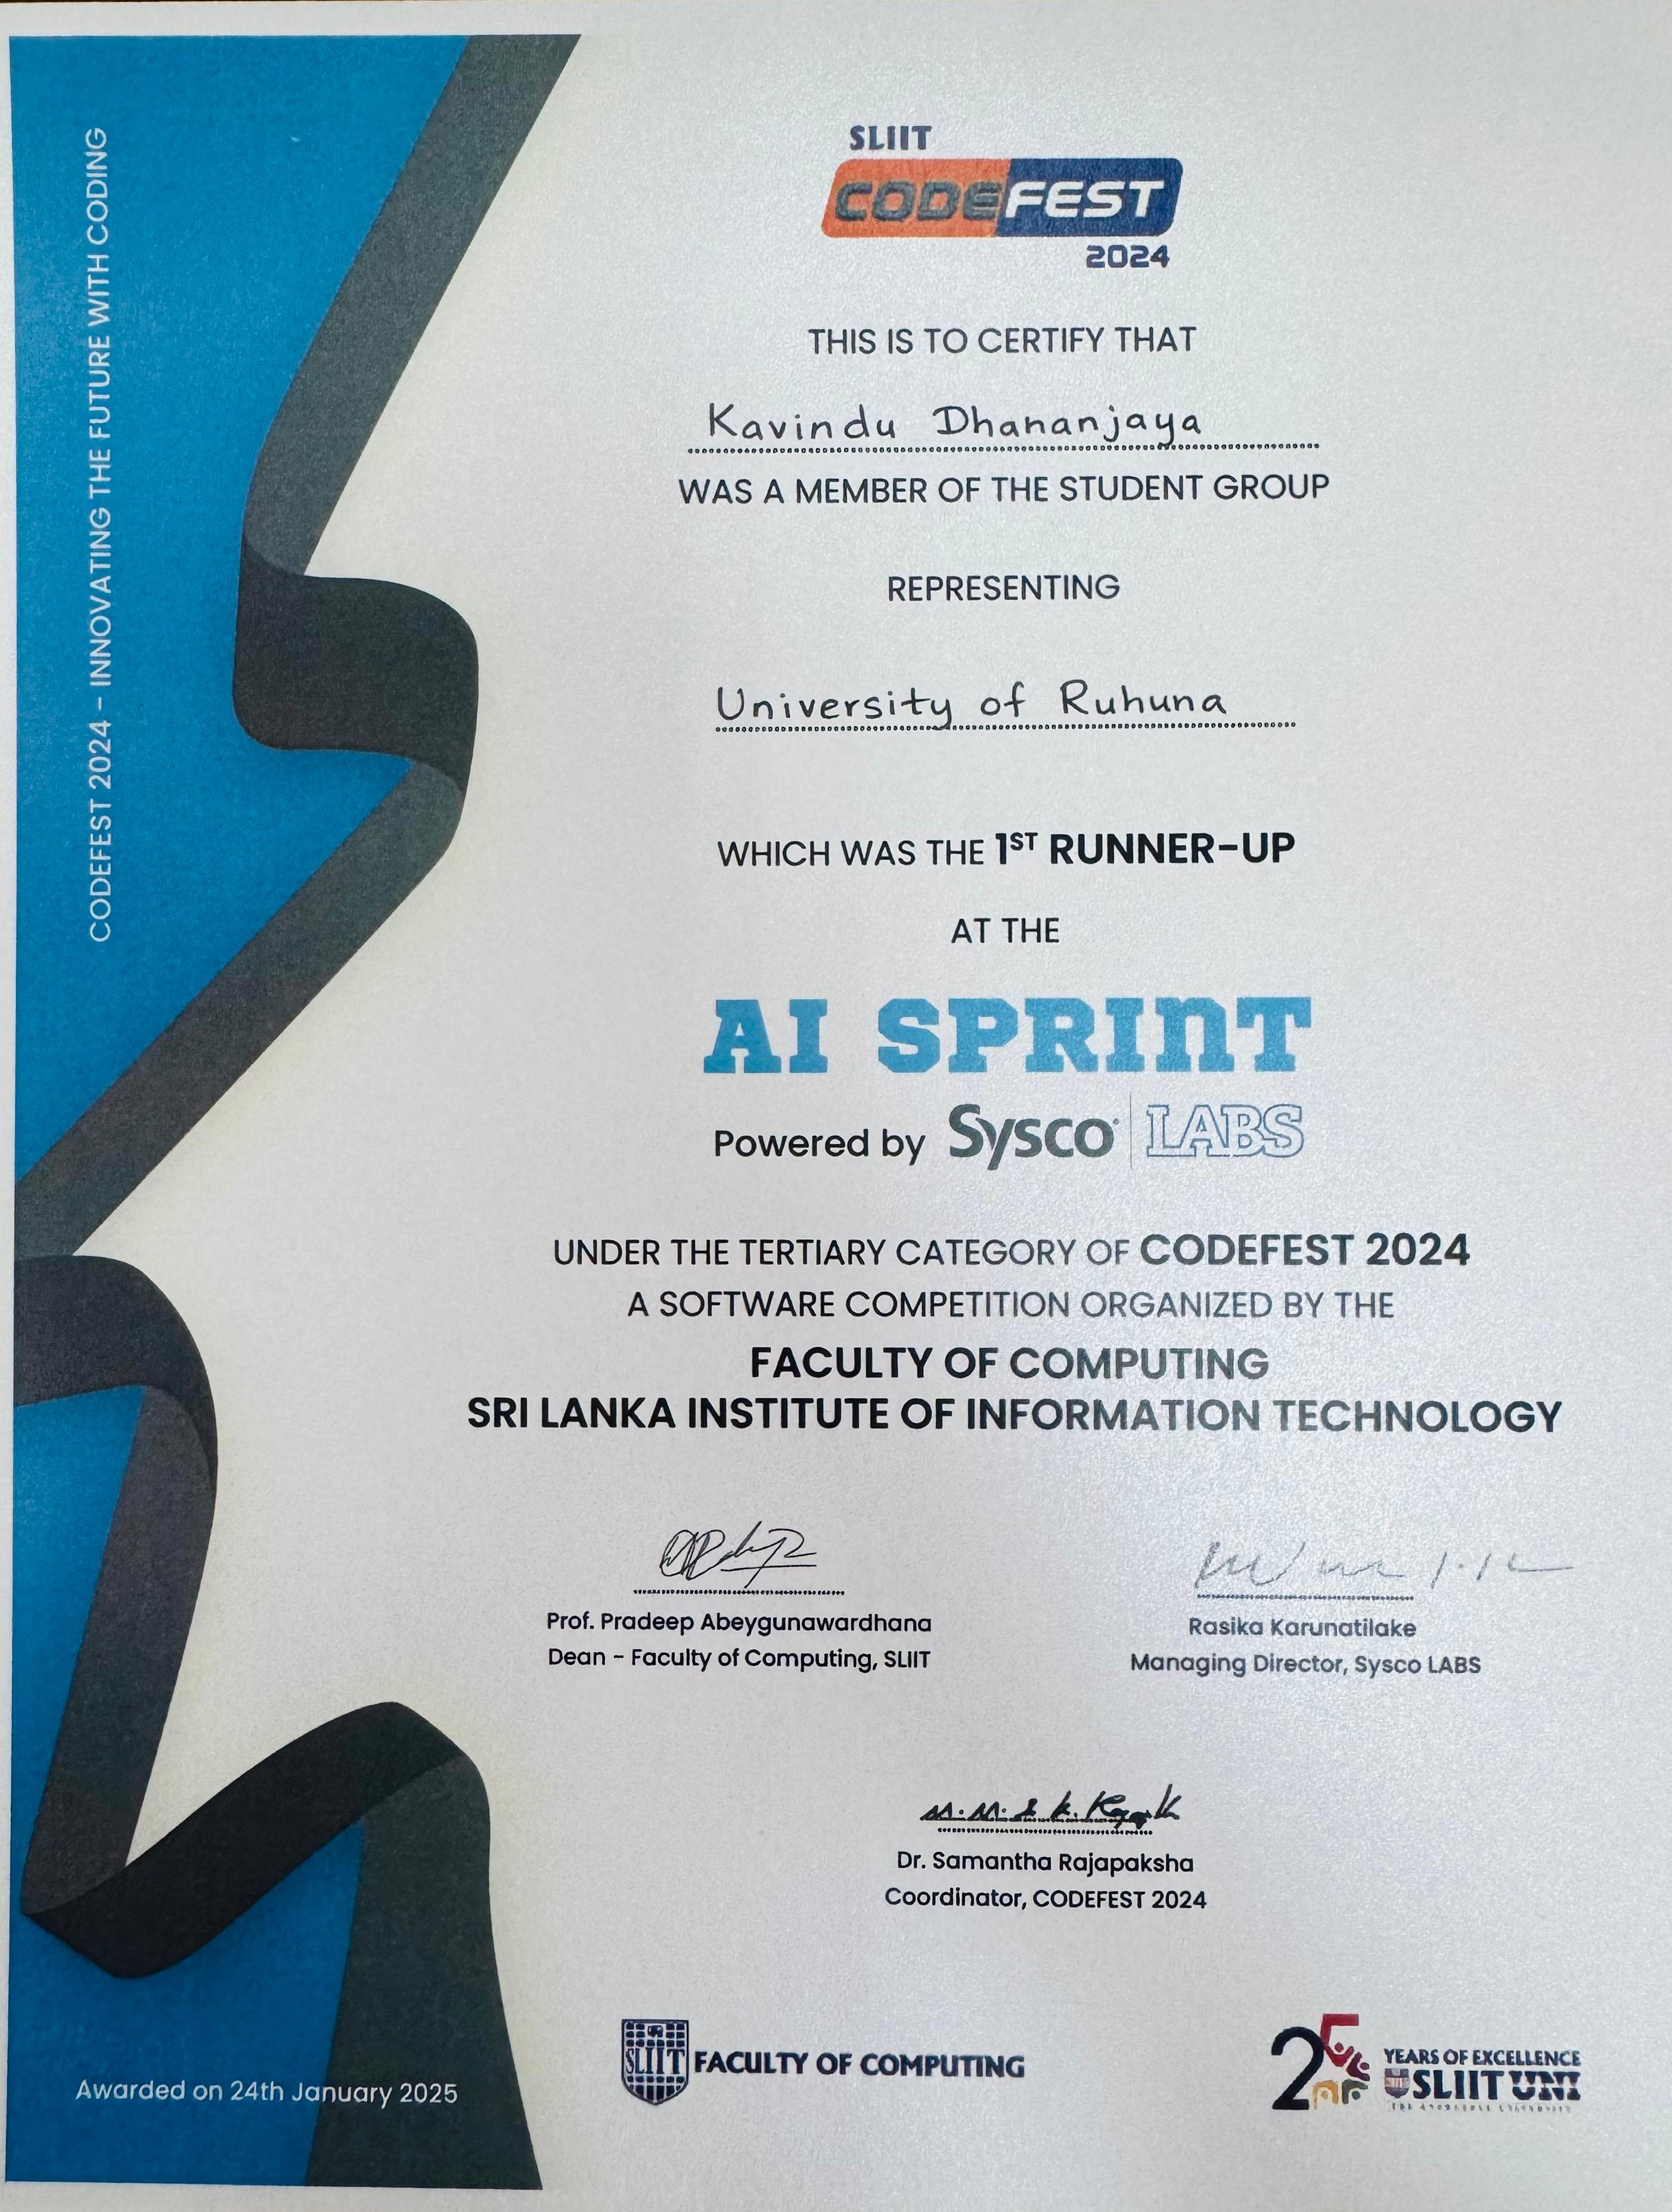 CODEFEST 2024 – INNOVATING THE FUTURE WITH CODING
SLIIT
CODEFEST
2024
THIS IS TO CERTIFY THAT
Kavindu Dhananjaya
WAS A MEMBER OF THE STUDENT GROUP
REPRESENTING
University of Ruhuna
WHICH WAS THE 1ST RUNNER-UP
AT THE
AI SPRINT
Powered by Sysco LABS
UNDER THE TERTIARY CATEGORY OF CODEFEST 2024
A SOFTWARE COMPETITION ORGANIZED BY THE
FACULTY OF COMPUTING
SRI LANKA INSTITUTE OF INFORMATION TECHNOLOGY
Prof. Pradeep Abeygunawardhana
Dean - Faculty of Computing, SLIIT
Rasika Karunatilake
Managing Director, Sysco LABS
Dr. Samantha Rajapaksha
Coordinator, CODEFEST 2024
Awarded on 24th January 2025
SLIIT FACULTY OF COMPUTING
25 YEARS OF EXCELLENCE
SLIIT UNI